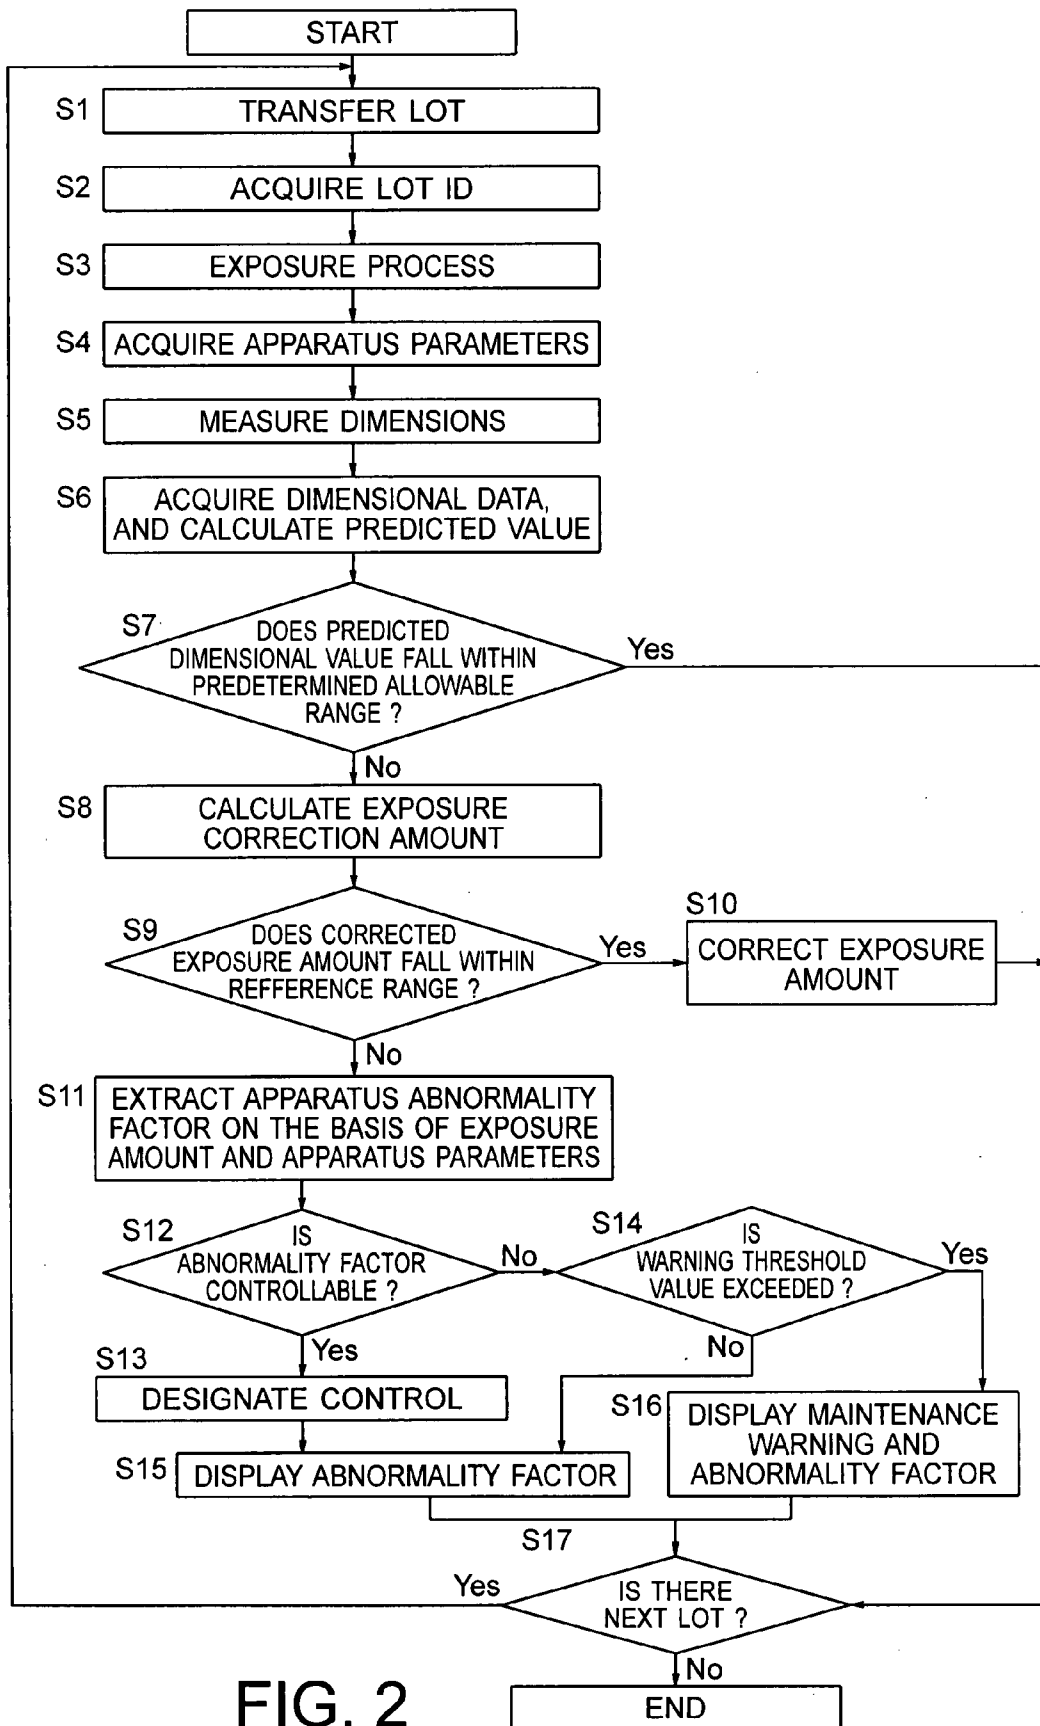 START
S1
TRANSFER LOT
S2
ACQUIRE LOT ID
S3
EXPOSURE PROCESS
S4
ACQUIRE APPARATUS PARAMETERS
S5
MEASURE DIMENSIONS
S6
ACQUIRE DIMENSIONAL DATA,
AND CALCULATE PREDICTED VALUE
S7
DOES PREDICTED
DIMENSIONAL VALUE FALL WITHIN
PREDETERMINED ALLOWABLE
RANGE ?
Yes
No
S8
CALCULATE EXPOSURE
CORRECTION AMOUNT
S9
DOES CORRECTED
EXPOSURE AMOUNT FALL WITHIN
REFFERENCE RANGE ?
Yes
S10
CORRECT EXPOSURE
AMOUNT
No
S11
EXTRACT APPARATUS ABNORMALITY
FACTOR ON THE BASIS OF EXPOSURE
AMOUNT AND APPARATUS PARAMETERS
S12
IS
ABNORMALITY FACTOR
CONTROLLABLE ?
No
S14
IS
WARNING THRESHOLD
VALUE EXCEEDED ?
Yes
Yes
No
S13
DESIGNATE CONTROL
S16
DISPLAY MAINTENANCE
WARNING AND
ABNORMALITY FACTOR
S15
DISPLAY ABNORMALITY FACTOR
S17
Yes
IS THERE
NEXT LOT ?
No
END
FIG. 2